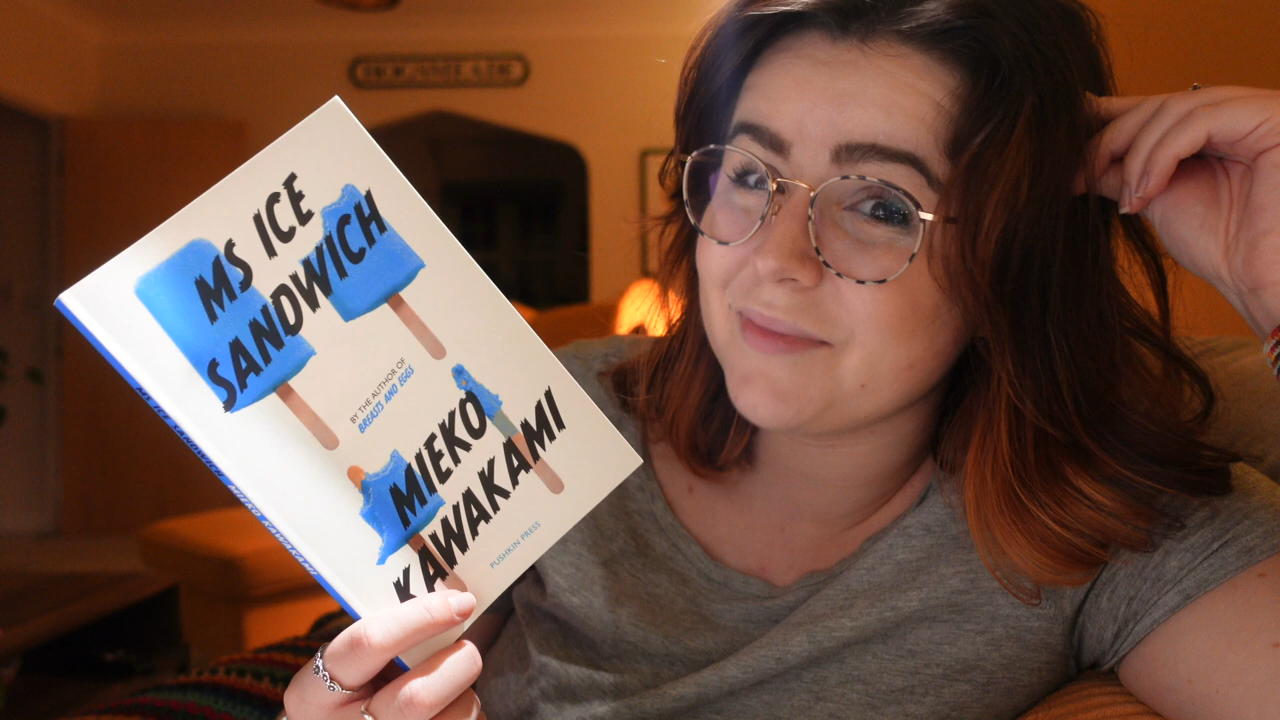 MS ICE
SANDWICH
BY THE AUTHOR OF
BREASTS AND EGGS
MIEKO
KAWAKAMI
PUSHKIN PRESS
MS ICE SANDWICH MIEKO KAWAKAMI